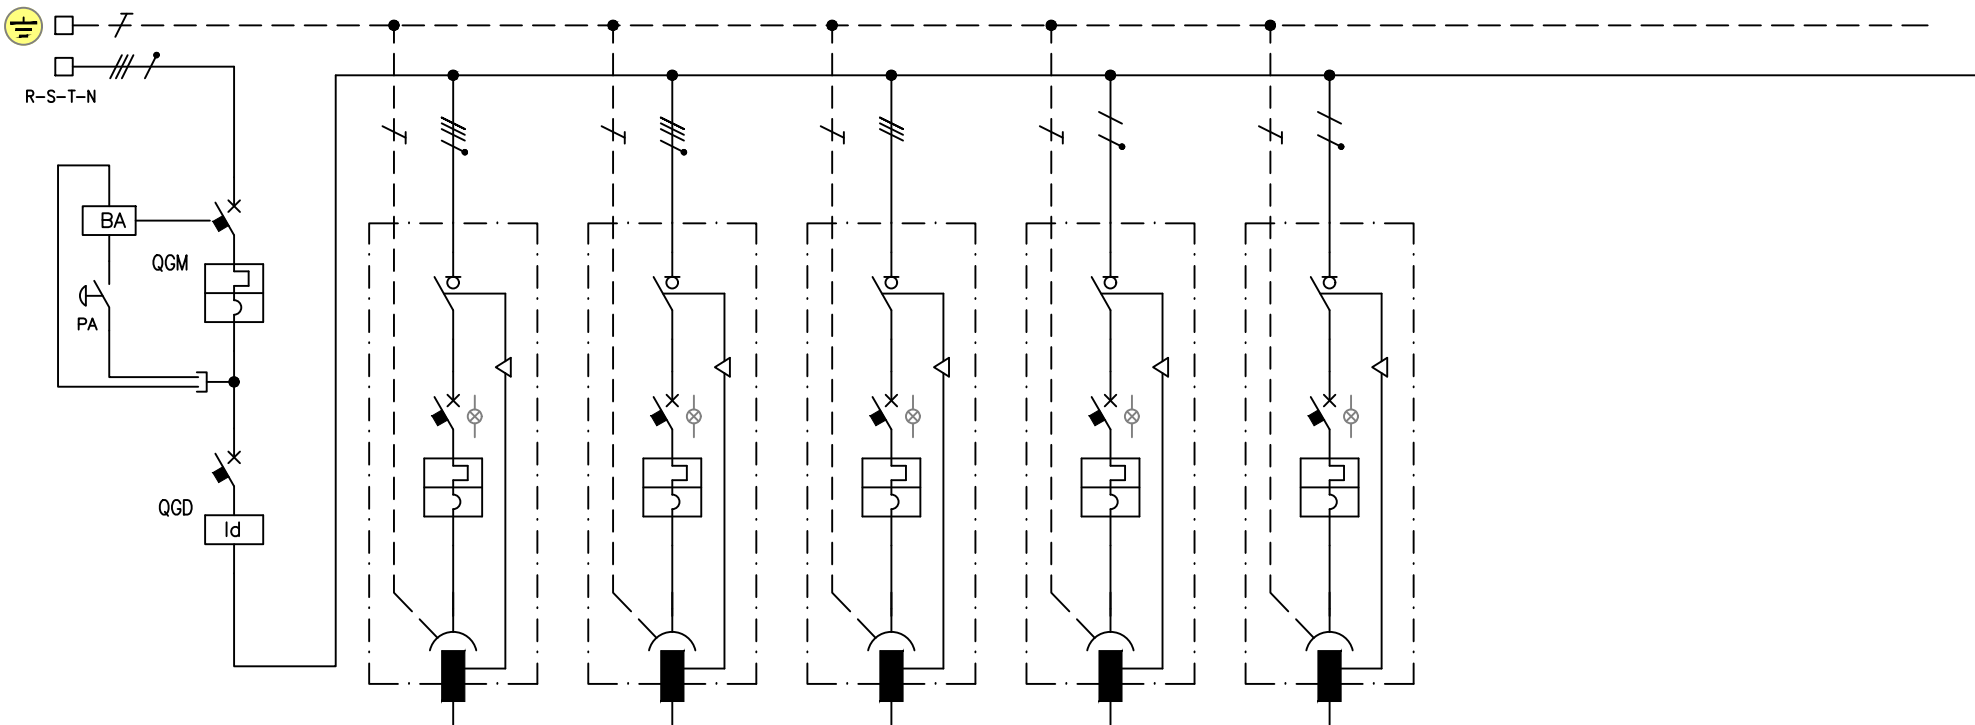 R-S-T-N
BA
QGM
PA
QGD
Id